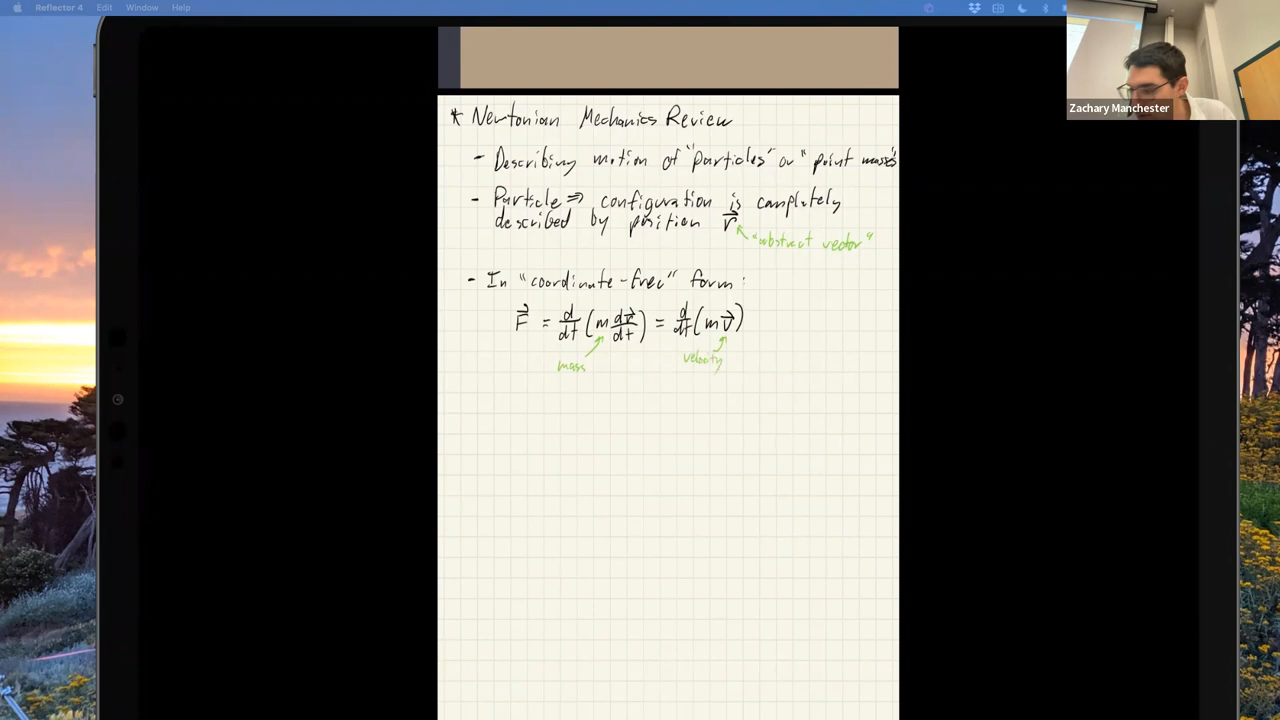 Reflector 4 Edit Window Help
Zachary Manchester
* Newtonian Mechanics Review
- Describing motion of "particles" or "point masses
- Particle ⇒ configuration is completely
described by position r⃗
"abstract vector"
- In "coordinate-free" form:
F⃗ = d/dt (m dr⃗/dt) = d/dt (m v⃗)
mass velocity